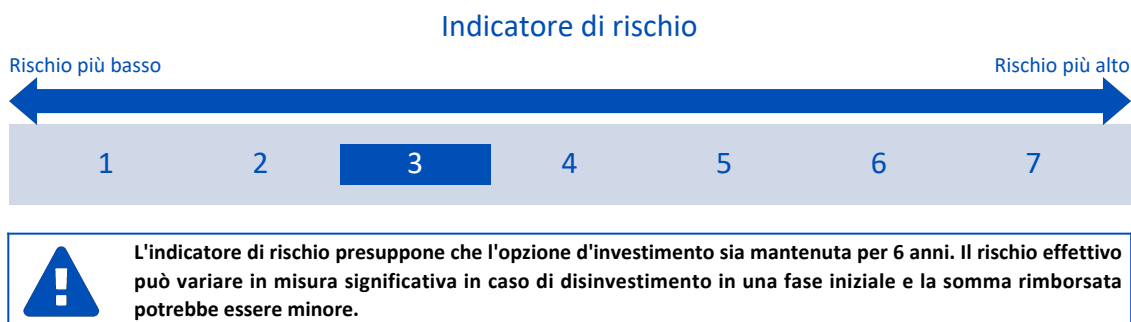 Indicatore di rischio
Rischio più basso
Rischio più alto
1 2 3 4 5 6 7
L'indicatore di rischio presuppone che l'opzione d'investimento sia mantenuta per 6 anni. Il rischio effettivo
può variare in misura significativa in caso di disinvestimento in una fase iniziale e la somma rimborsata
potrebbe essere minore.